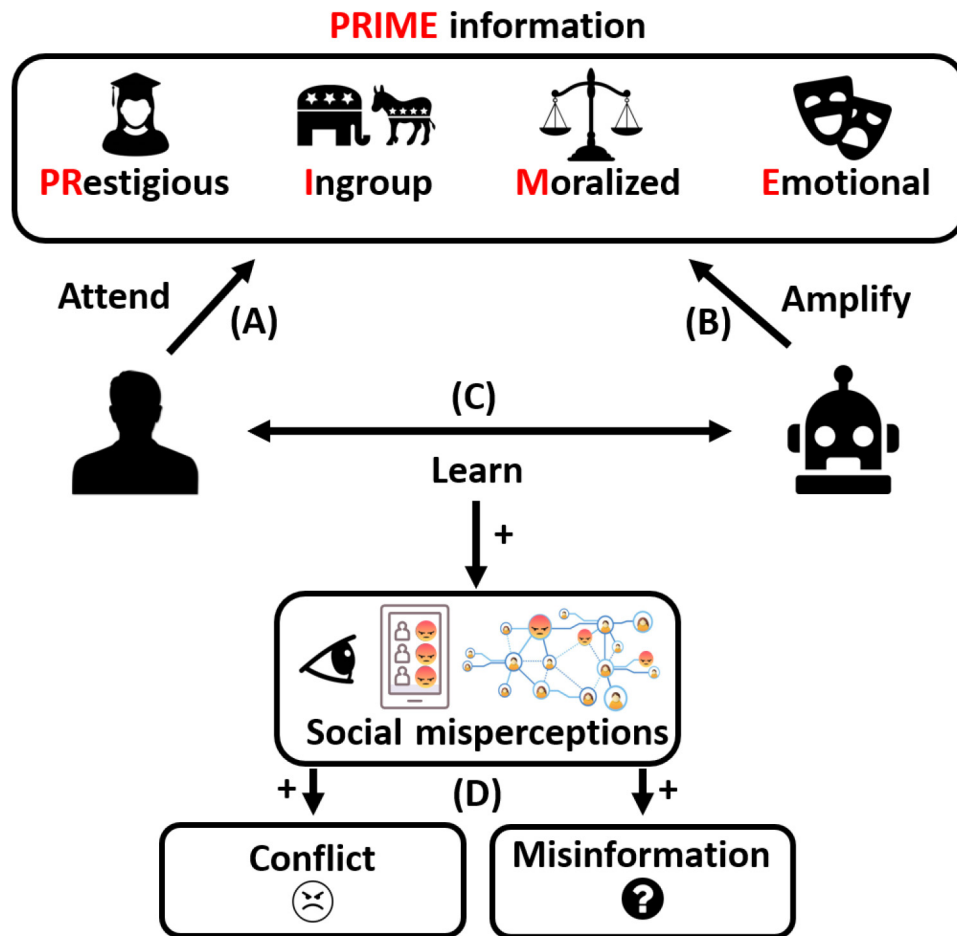 PRIME information
PRestigious
Ingroup
Moralized
Emotional
Attend
(A)
(B)
Amplify
(C)
Learn
+
Social misperceptions
+
(D)
+
Conflict
Misinformation
?